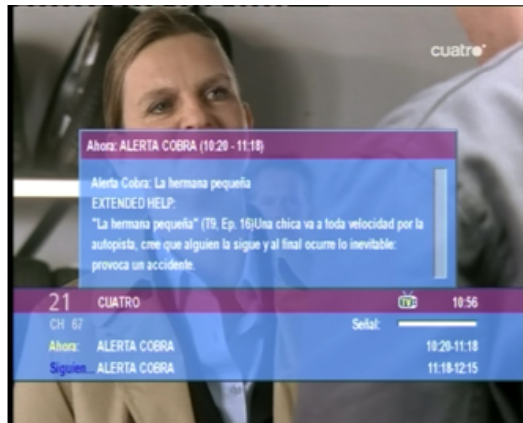 cuatro
Ahora: ALERTA COBRA (10:20 - 11:18)
Alerta Cobra: La hermana pequeña
EXTENDED HELP:
"La hermana pequeña" (T9, Ep. 16)Una chica va a toda velocidad por la
autopista, cree que alguien la sigue y al final ocurre lo inevitable:
provoca un accidente.
21 CUATRO TV 10:56
CH 67 Señal:
Ahora: ALERTA COBRA 10:20-11:18
Siguien... ALERTA COBRA 11:18-12:15